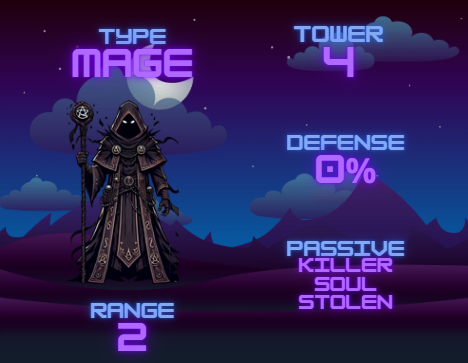 TYPE
MAGE
TOWER
4
DEFENSE
0%
PASSIVE
KILLER
SOUL
STOLEN
RANGE
2